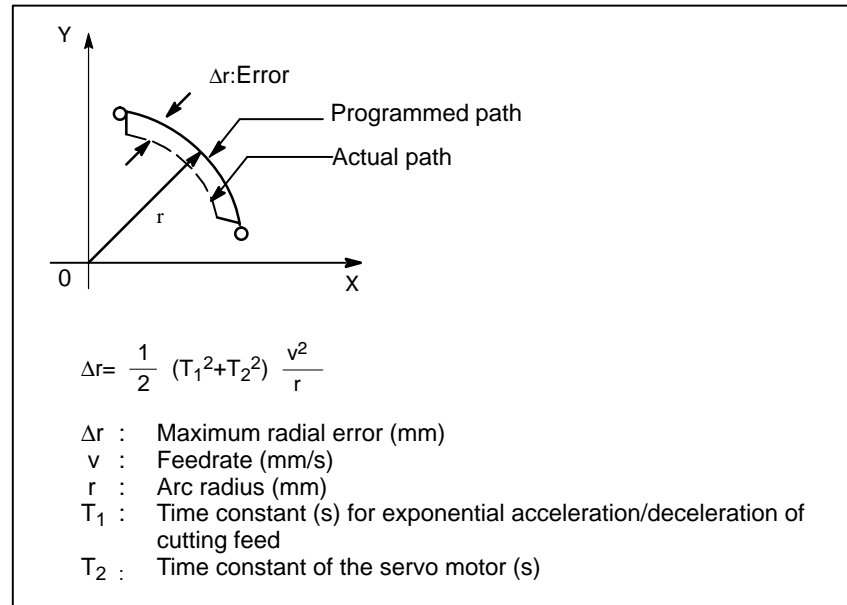 Y
Δr:Error
Programmed path
Actual path
r
0
X
Δr= 1/2 (T₁²+T₂²) v²/r
Δr : Maximum radial error (mm)
v : Feedrate (mm/s)
r : Arc radius (mm)
T₁ : Time constant (s) for exponential acceleration/deceleration of
cutting feed
T₂ : Time constant of the servo motor (s)